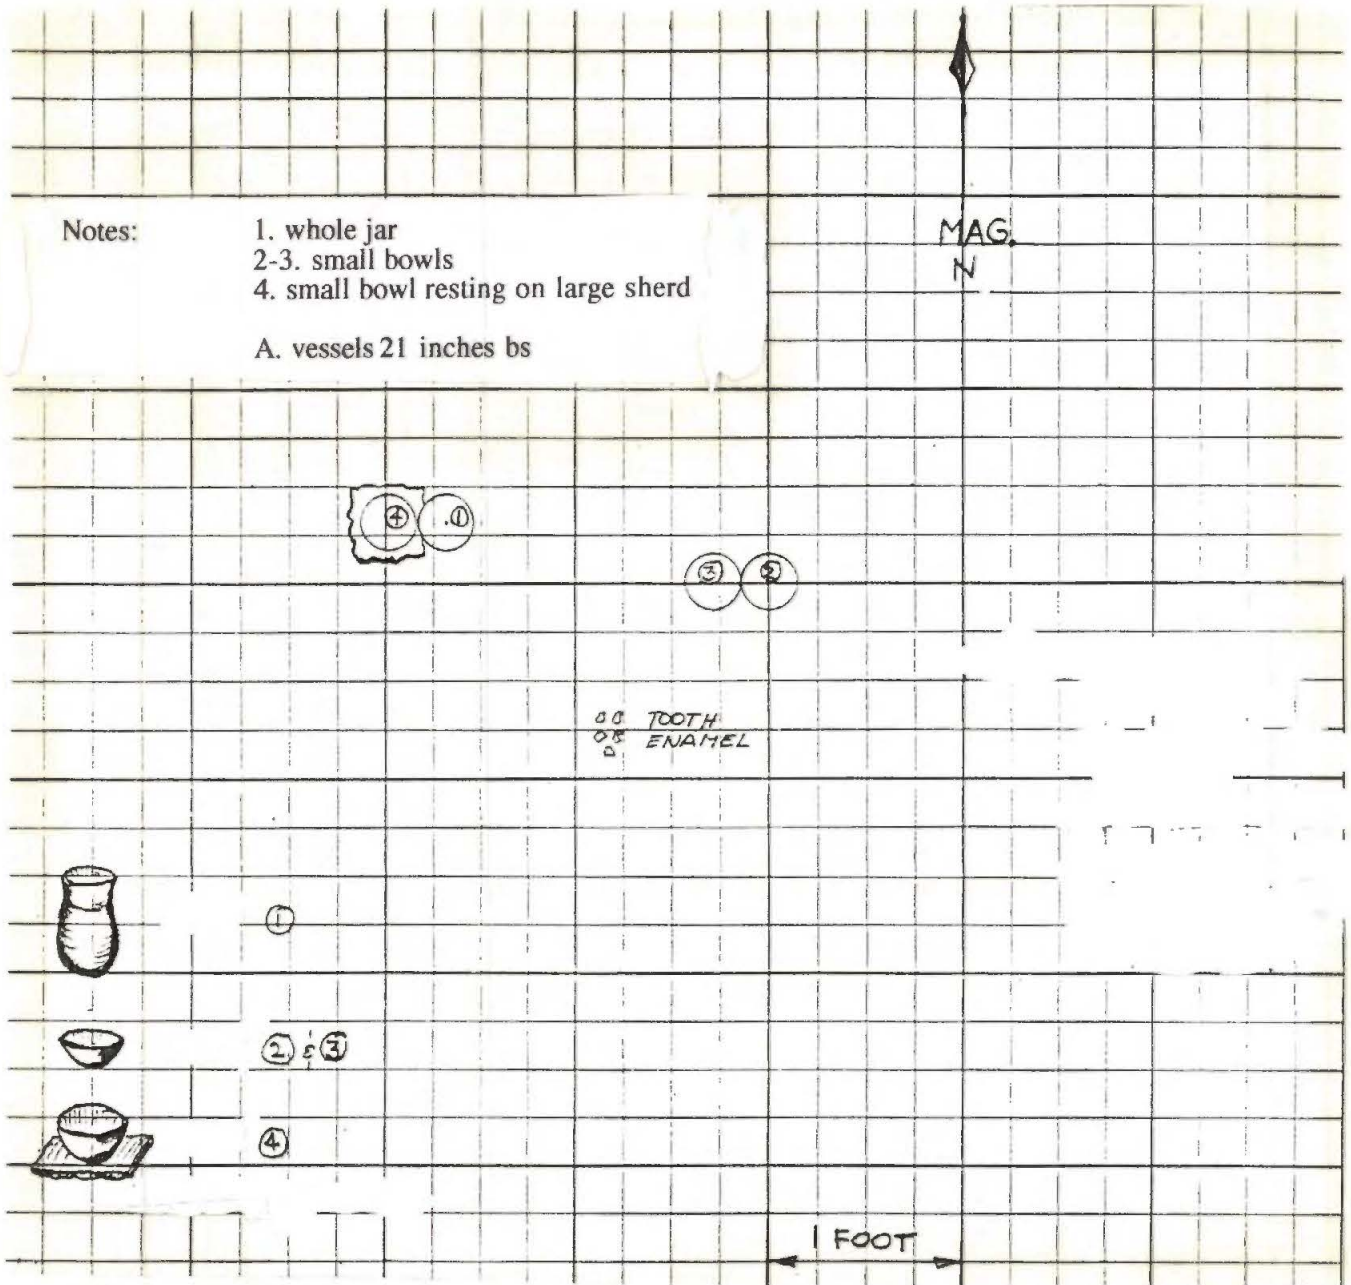 MAG.
N
Notes: 1. whole jar
2-3. small bowls
4. small bowl resting on large sherd
A. vessels 21 inches bs
④ ①
③ ②
TOOTH
ENAMEL
①
② & ③
④
1 FOOT